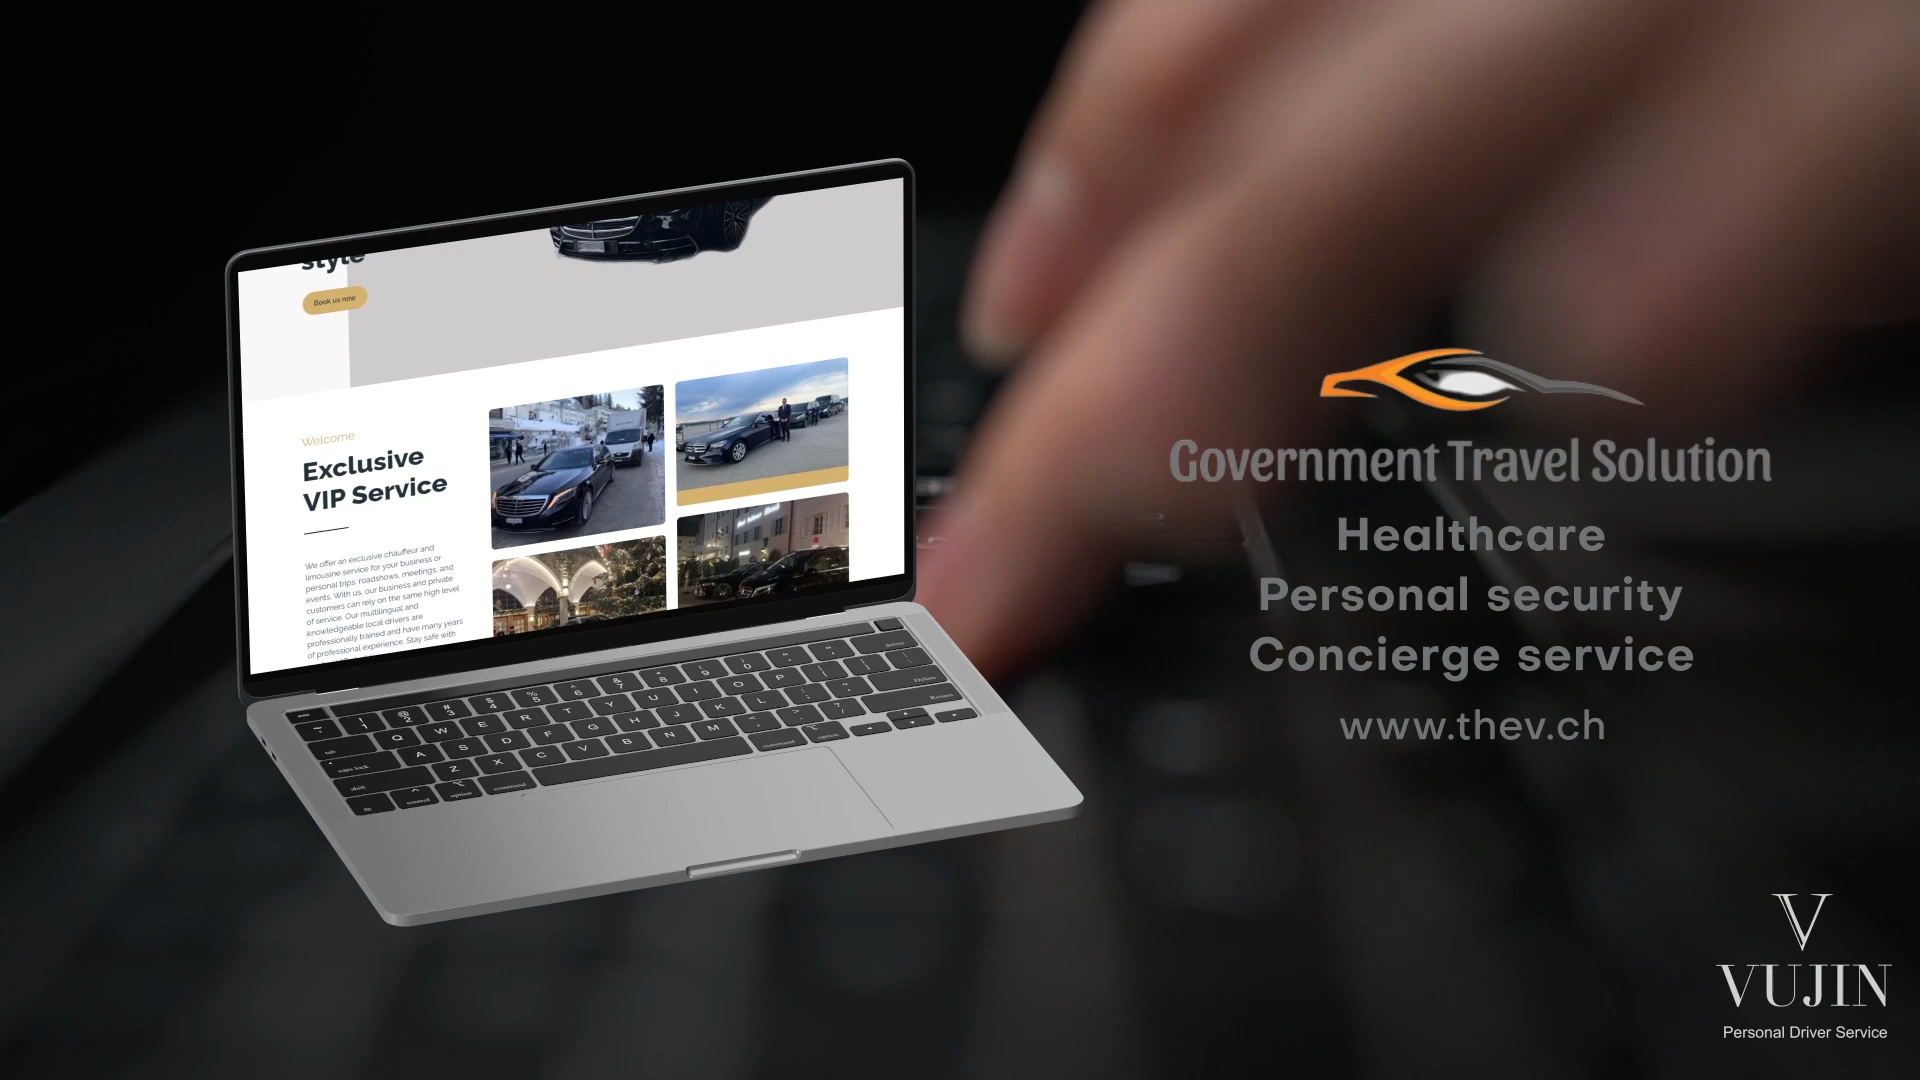 style
Book us now
Welcome
Exclusive
VIP Service
We offer an exclusive chauffeur and
limousine service for your business or
personal trips, roadshows, meetings, and
events. With us, our business and private
customers can rely on the same high level
of service. Our multilingual and
knowledgeable local drivers are
professionally trained and have many years
of professional experience. Stay safe with
Government Travel Solution
Healthcare
Personal security
Concierge service
www.thev.ch
V
VUJIN
Personal Driver Service